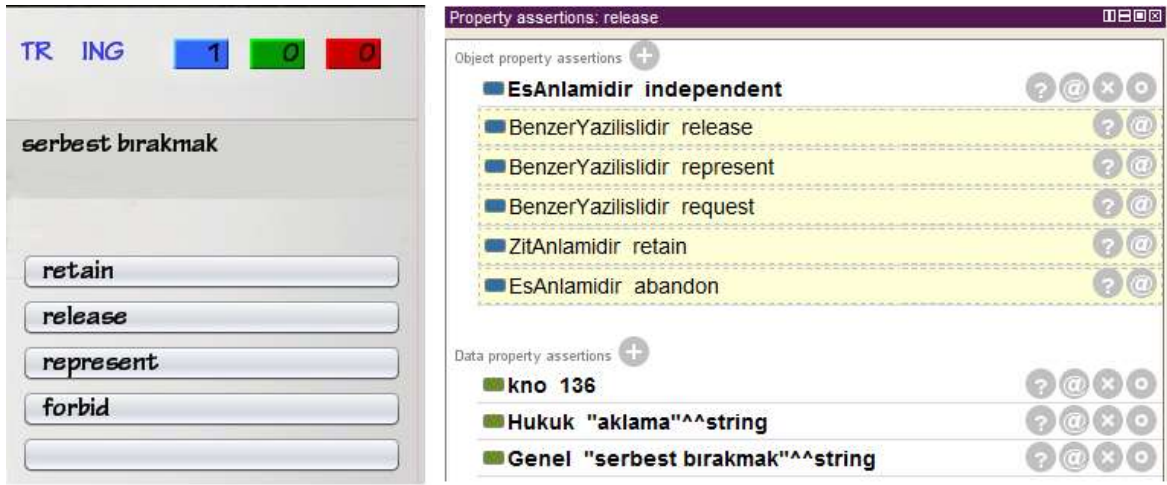 TR ING 1 0 0
serbest bırakmak
retain
release
represent
forbid
Property assertions: release
Object property assertions
EsAnlamidir independent
BenzerYazilislidir release
BenzerYazilislidir represent
BenzerYazilislidir request
ZitAnlamidir retain
EsAnlamidir abandon
Data property assertions
kno 136
Hukuk "aklama"^^string
Genel "serbest bırakmak"^^string